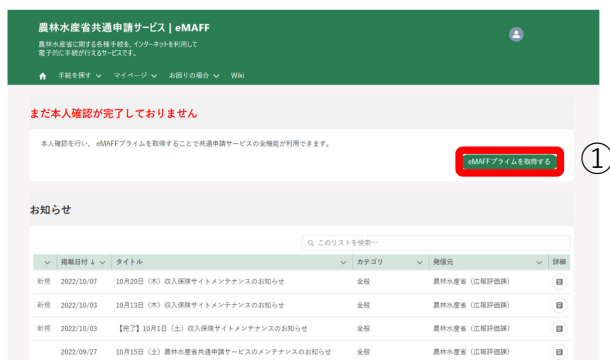 農林水産省共通申請サービス | eMAFF
農林水産省に関する各種手続を、インターネットを利用して
電子的に手続が行えるサービスです。
手続を探す マイページ お困りの場合 Wiki
まだ本人確認が完了しておりません
本人確認を行い、 eMAFFプライムを取得することで共通申請サービスの全機能が利用できます。
eMAFFプライムを取得する
①
お知らせ
このリストを検索...
掲載日付 ↓ タイトル カテゴリ 発信元 詳細
新規 2022/10/07 10月20日（木）収入保険サイトメンテナンスのお知らせ 全般 農林水産省（広報評価課）
新規 2022/10/03 10月13日（木）収入保険サイトメンテナンスのお知らせ 全般 農林水産省（広報評価課）
新規 2022/10/03 【完了】10月1日（土）収入保険サイトメンテナンスのお知らせ 全般 農林水産省（広報評価課）
2022/09/27 10月15日（土）農林水産省共通申請サービスのメンテナンスのお知らせ 全般 農林水産省（広報評価課）